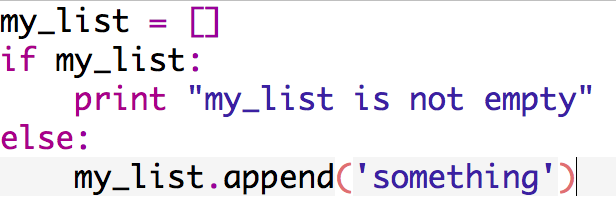 my_list = []
if my_list:
    print "my_list is not empty"
else:
    my_list.append('something')